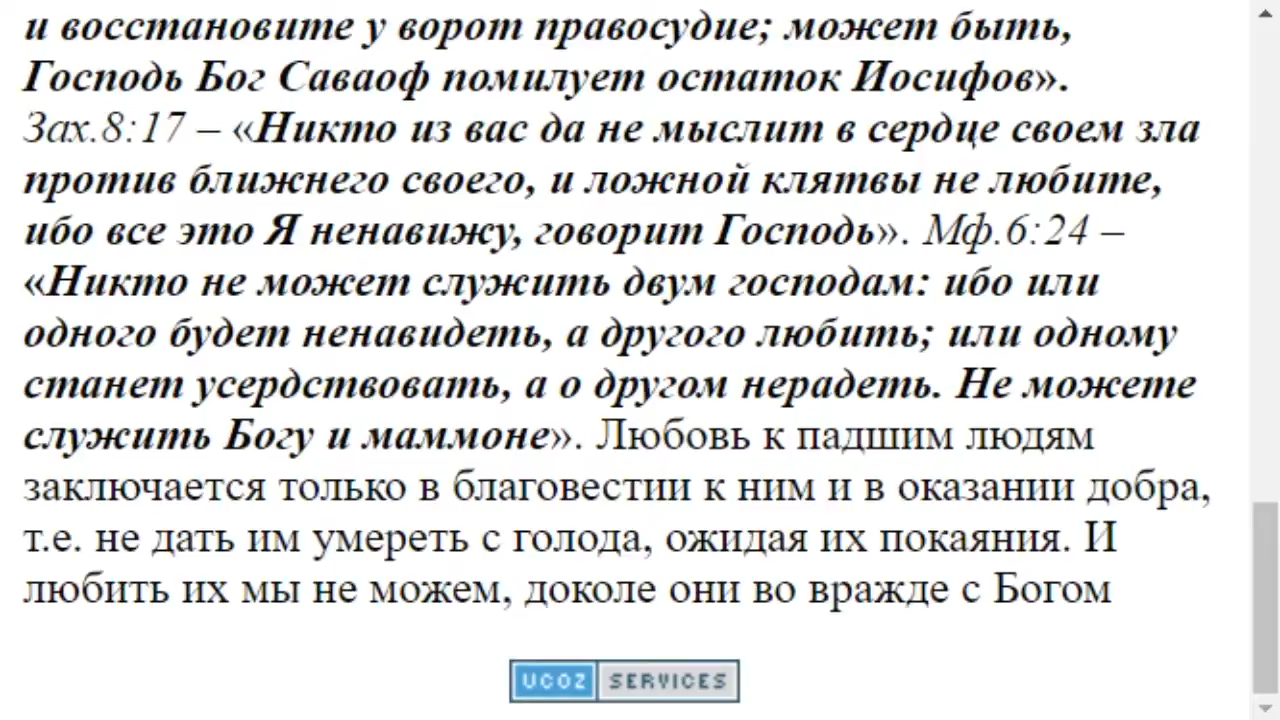 и восстановите у ворот правосудие; может быть,
Господь Бог Саваоф помилует остаток Иосифов».
Зах.8:17 – «Никто из вас да не мыслит в сердце своем зла
против ближнего своего, и ложной клятвы не любите,
ибо все это Я ненавижу, говорит Господь». Мф.6:24 –
«Никто не может служить двум господам: ибо или
одного будет ненавидеть, а другого любить; или одному
станет усердствовать, а о другом нерадеть. Не можете
служить Богу и маммоне». Любовь к падшим людям
заключается только в благовестии к ним и в оказании добра,
т.е. не дать им умереть с голода, ожидая их покаяния. И
любить их мы не можем, доколе они во вражде с Богом
UCOZ SERVICES